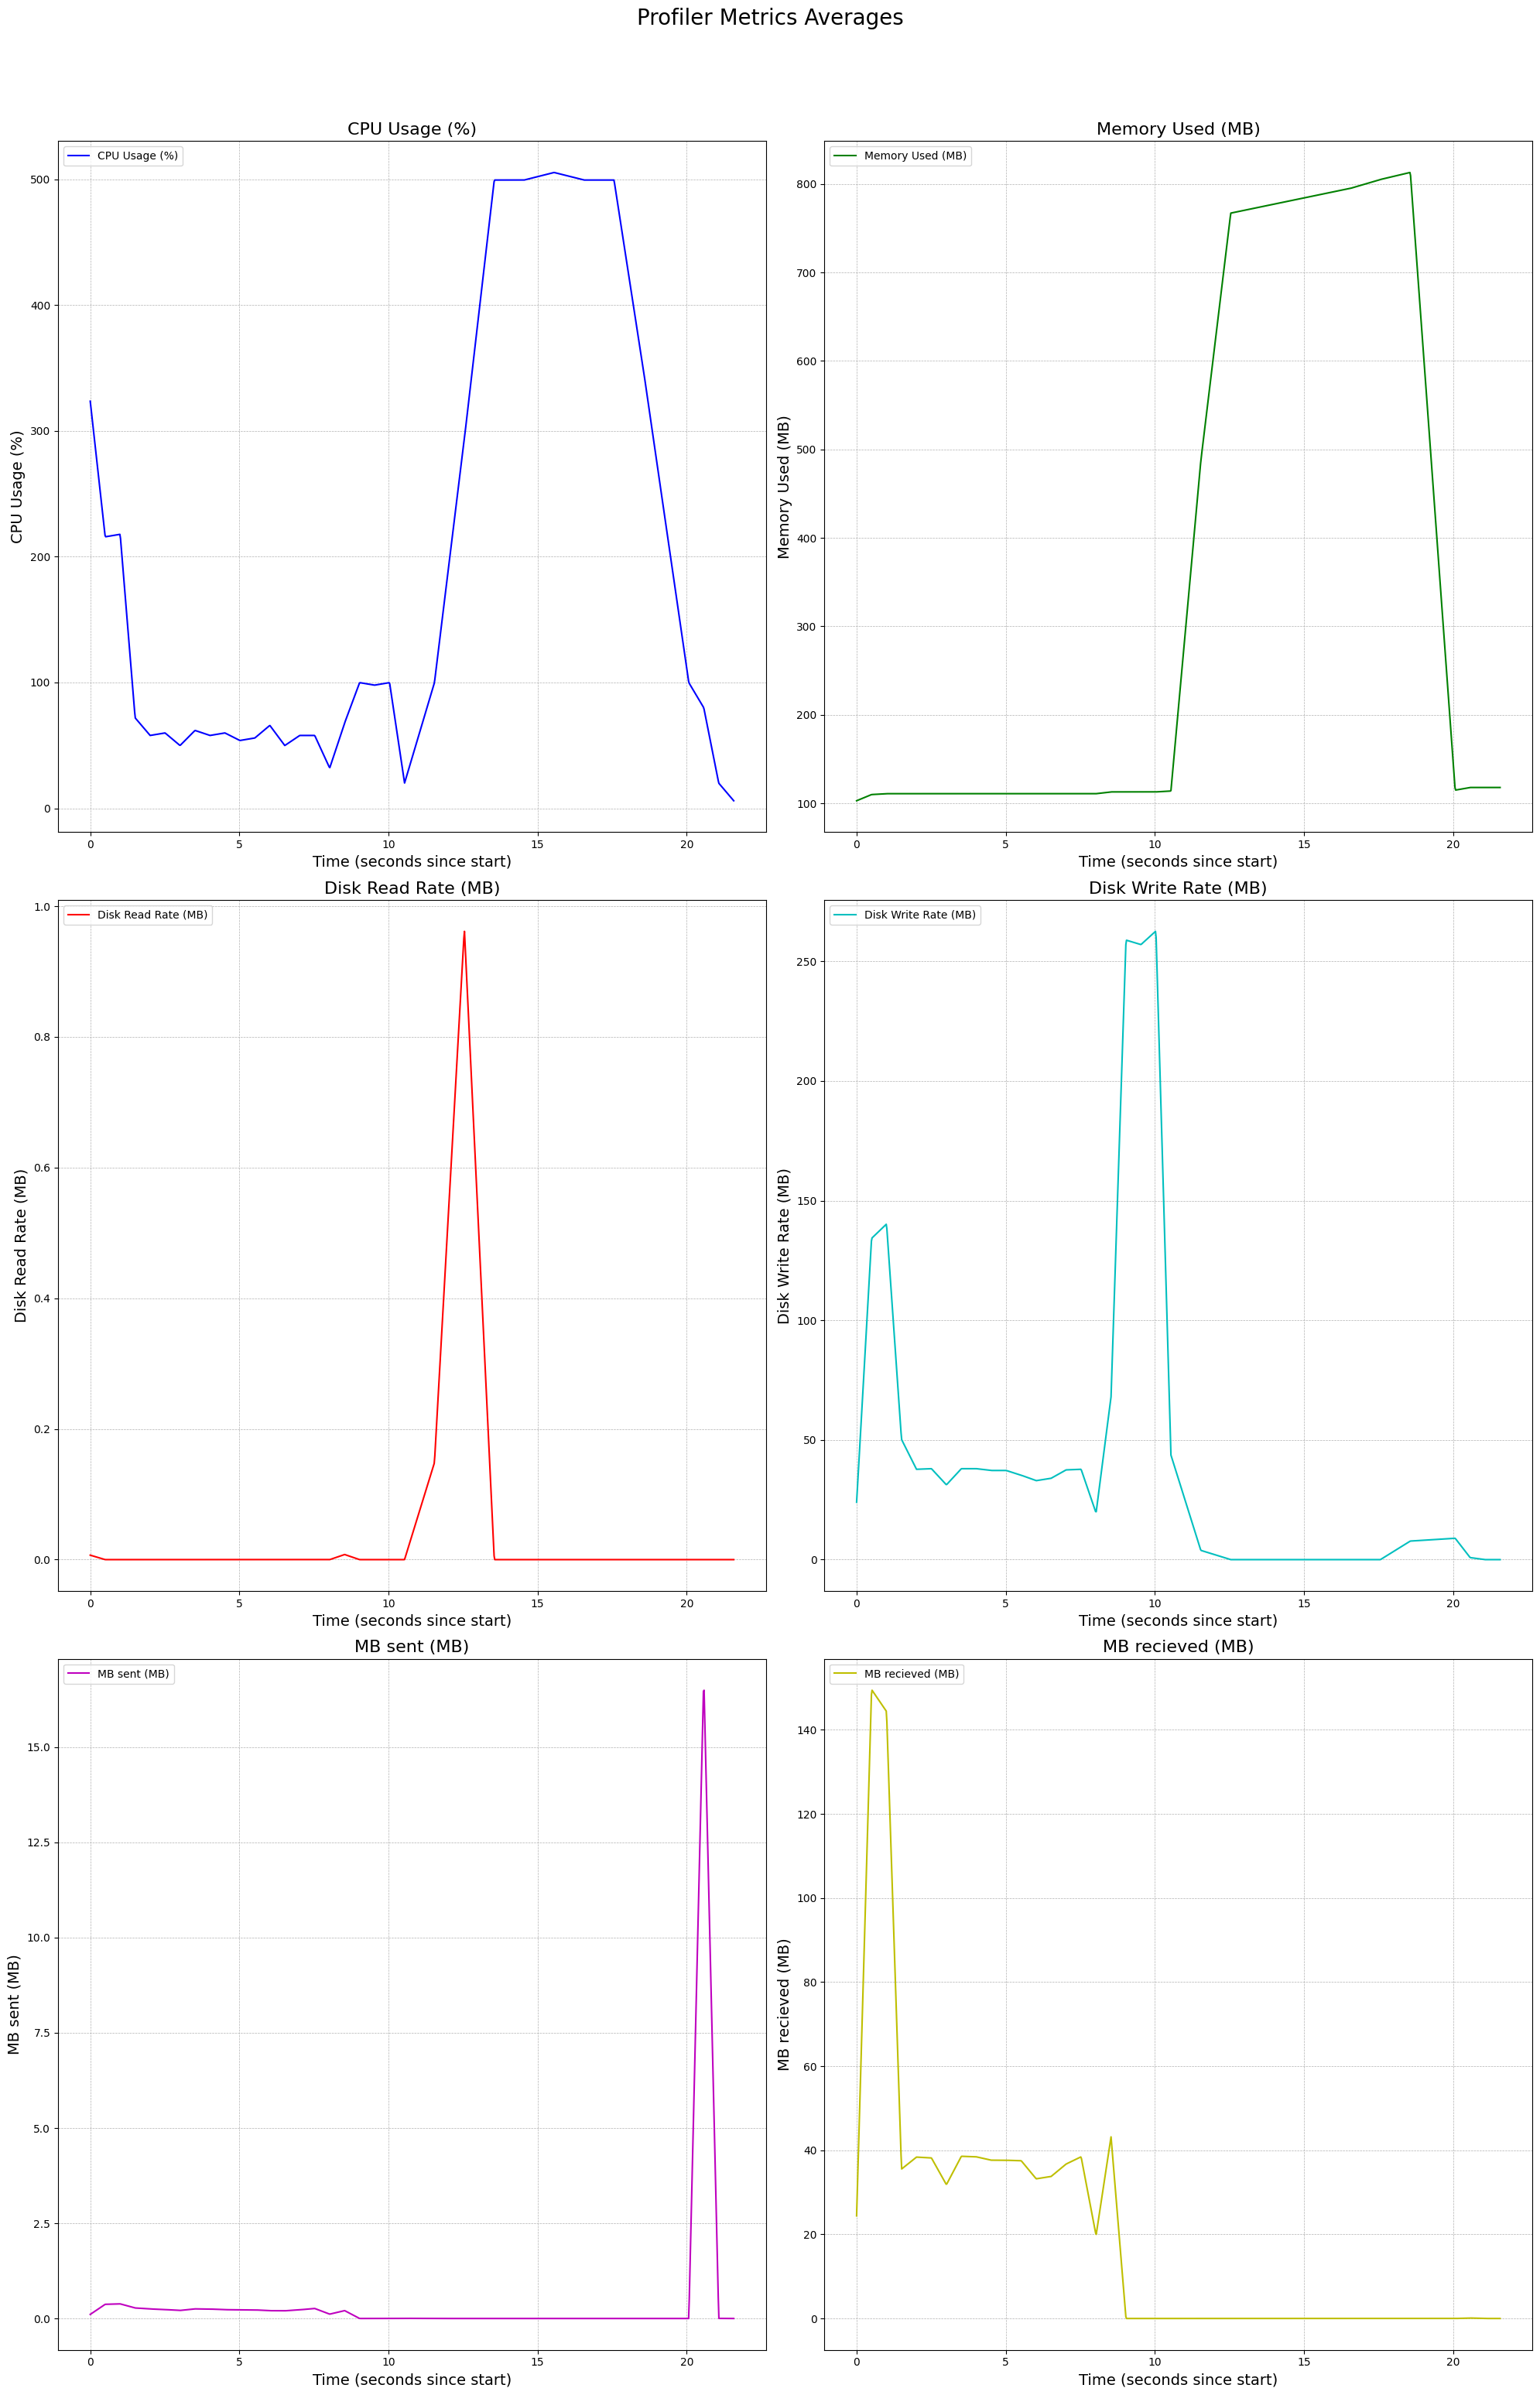 Profiler Metrics Averages
CPU Usage (%)
CPU Usage (%)
CPU Usage (%)
500
400
300
200
100
0
0 5 10 15 20
Time (seconds since start)
Memory Used (MB)
Memory Used (MB)
Memory Used (MB)
800
700
600
500
400
300
200
100
0 5 10 15 20
Time (seconds since start)
Disk Read Rate (MB)
Disk Read Rate (MB)
Disk Read Rate (MB)
1.0
0.8
0.6
0.4
0.2
0.0
0 5 10 15 20
Time (seconds since start)
Disk Write Rate (MB)
Disk Write Rate (MB)
Disk Write Rate (MB)
250
200
150
100
50
0
0 5 10 15 20
Time (seconds since start)
MB sent (MB)
MB sent (MB)
MB sent (MB)
15.0
12.5
10.0
7.5
5.0
2.5
0.0
0 5 10 15 20
Time (seconds since start)
MB recieved (MB)
MB recieved (MB)
MB recieved (MB)
140
120
100
80
60
40
20
0
0 5 10 15 20
Time (seconds since start)